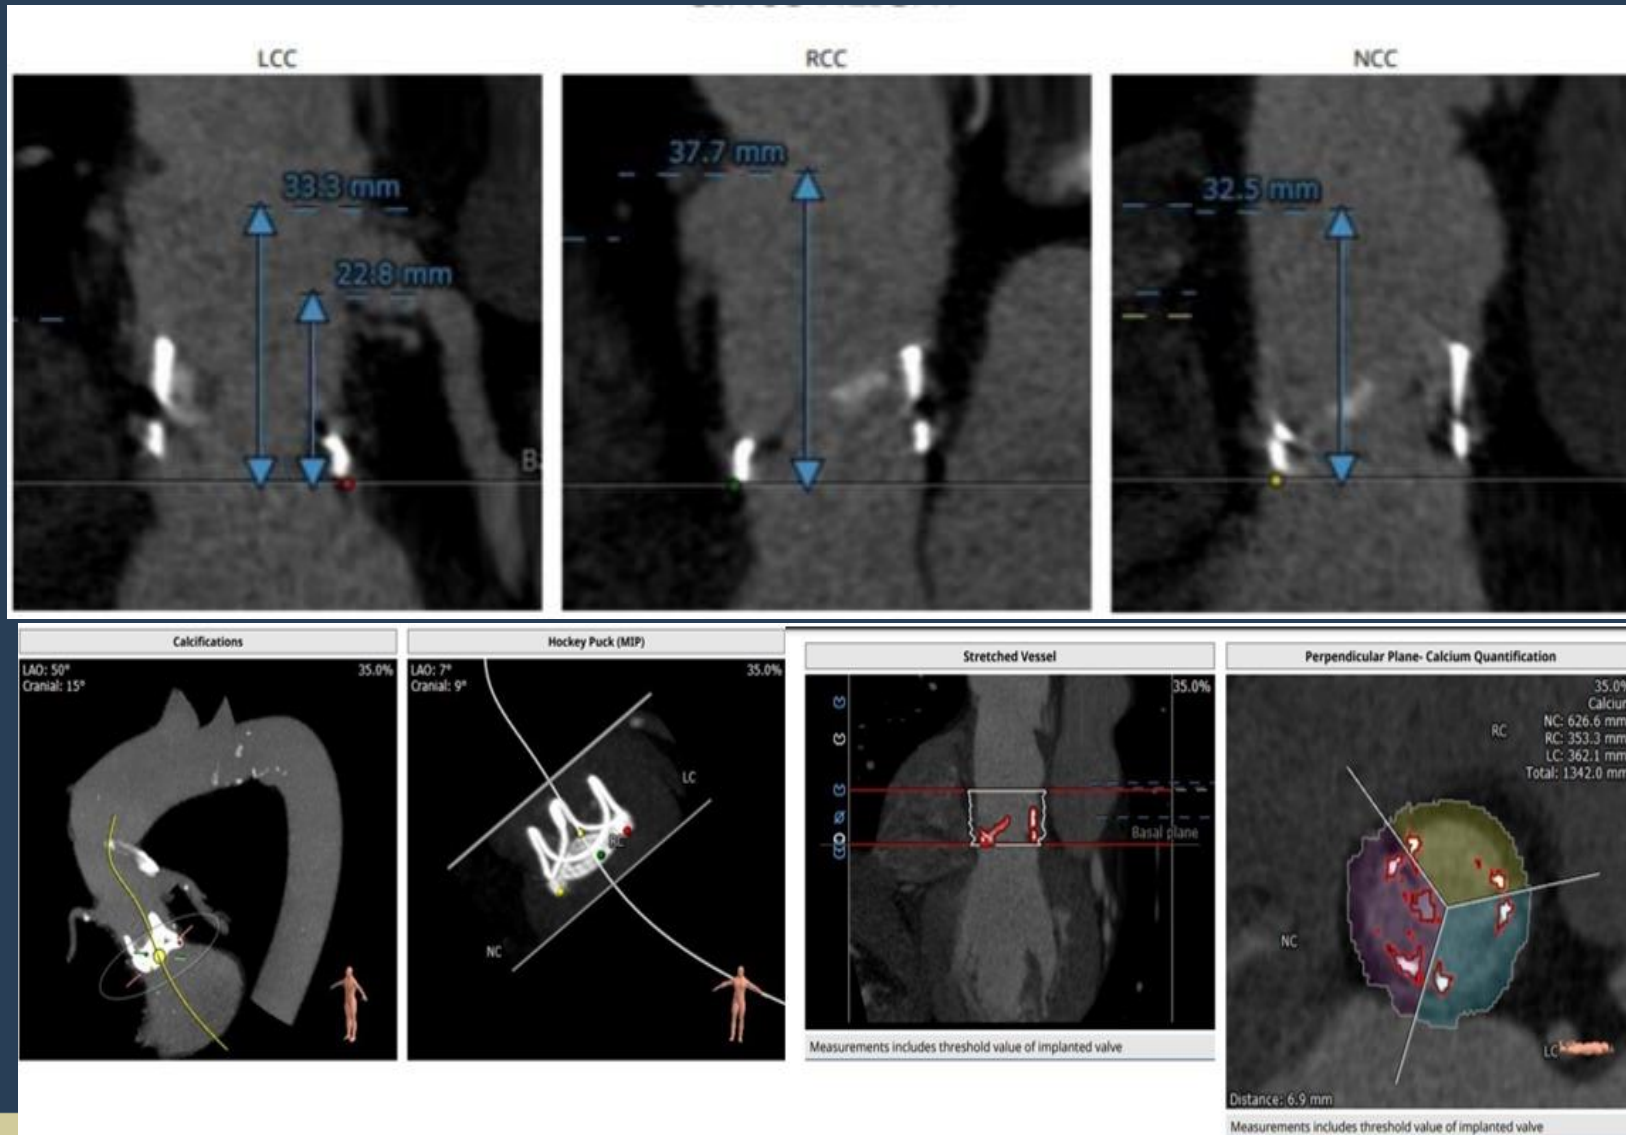 LCC
RCC
NCC
33.3 mm
22.8 mm
37.7 mm
32.5 mm
Calcifications
LAO: 50°
Cranial: 15°
35.0%
Hockey Puck (MIP)
LAO: 7°
Cranial: 9°
35.0%
LC
RC
NC
Stretched Vessel
35.0%
Basal plane
Measurements includes threshold value of implanted valve
Perpendicular Plane- Calcium Quantification
35.0%
Calcium
NC: 626.6 mm
RC: 353.3 mm
LC: 362.1 mm
Total: 1342.0 mm
RC
NC
LC
Distance: 6.9 mm
Measurements includes threshold value of implanted valve